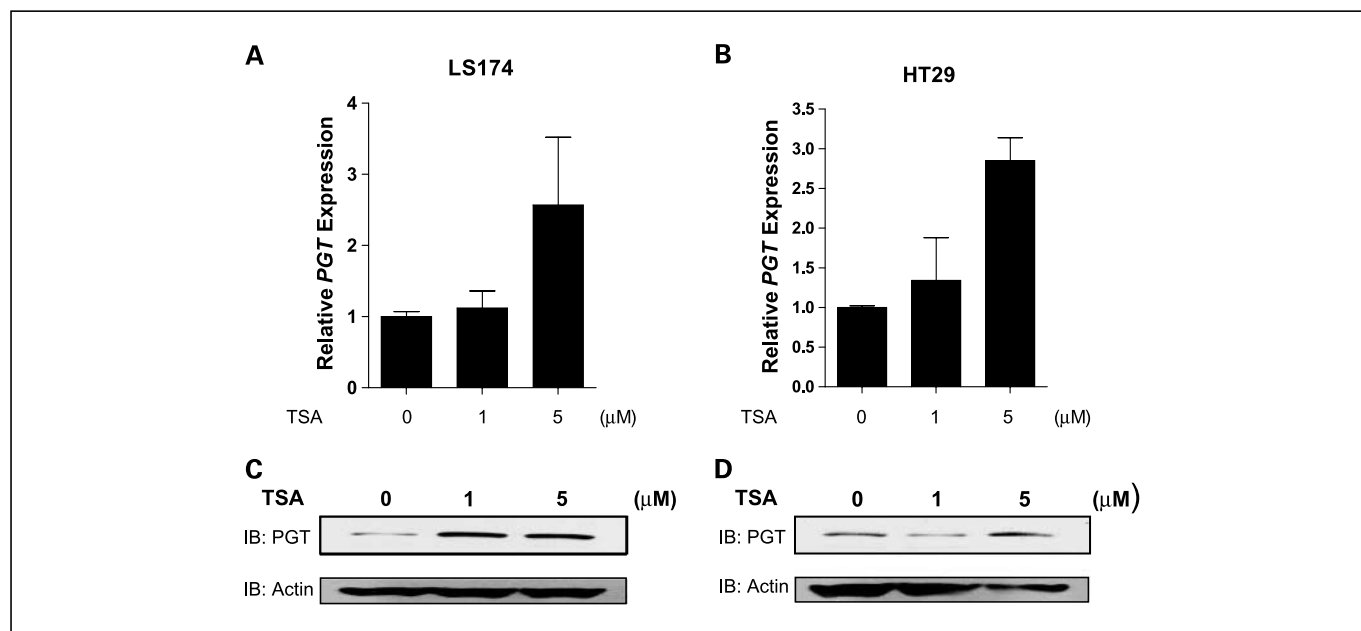 A
LS174
Relative PGT Expression
4
3
2
1
0
TSA 0 1 5 (μM)
B
HT29
Relative PGT Expression
3.5
3.0
2.5
2.0
1.5
1.0
0.5
0.0
TSA 0 1 5 (μM)
C
TSA 0 1 5 (μM)
IB: PGT
IB: Actin
D
TSA 0 1 5 (μM)
IB: PGT
IB: Actin